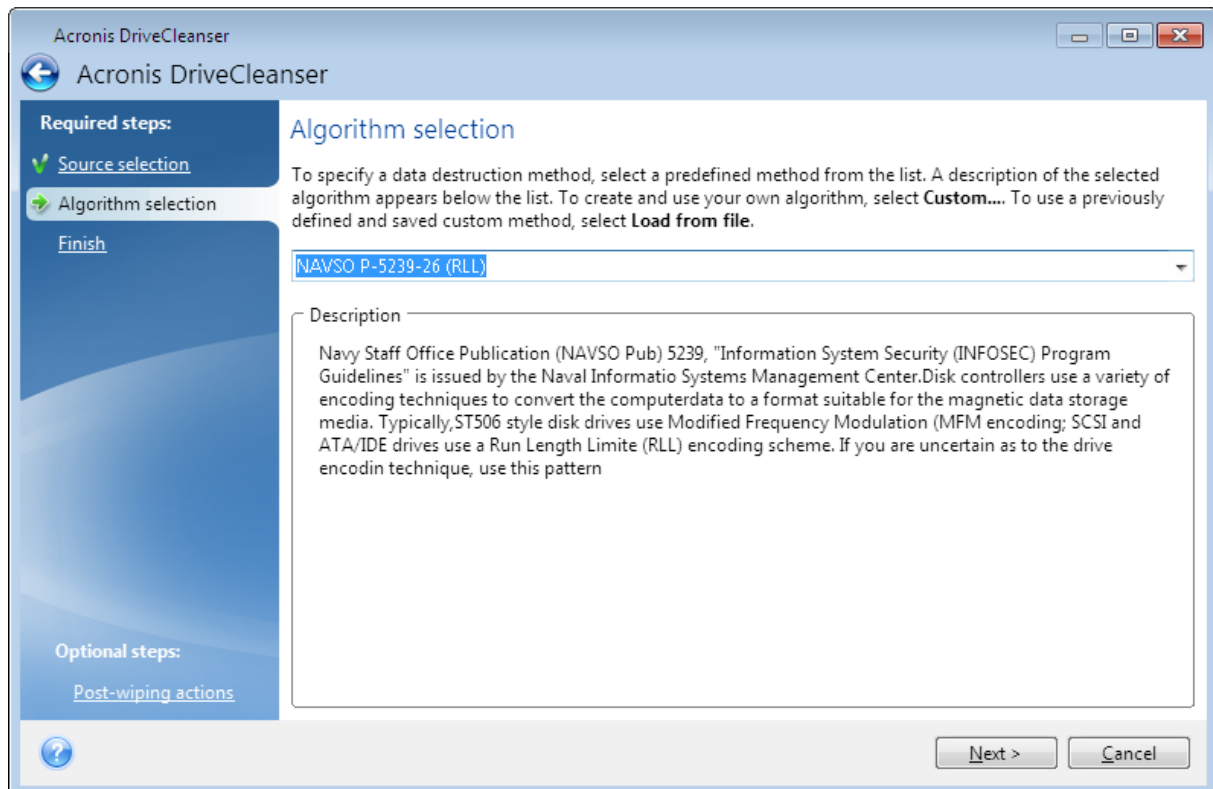 Acronis DriveCleanser
Acronis DriveCleanser
Required steps:
Source selection
Algorithm selection
Finish
Optional steps:
Post-wiping actions
Algorithm selection
To specify a data destruction method, select a predefined method from the list. A description of the selected
algorithm appears below the list. To create and use your own algorithm, select Custom.... To use a previously
defined and saved custom method, select Load from file.
NAVSO P-5239-26 (RLL)
Description
Navy Staff Office Publication (NAVSO Pub) 5239, "Information System Security (INFOSEC) Program
Guidelines" is issued by the Naval Informatio Systems Management Center.Disk controllers use a variety of
encoding techniques to convert the computerdata to a format suitable for the magnetic data storage
media. Typically,ST506 style disk drives use Modified Frequency Modulation (MFM encoding; SCSI and
ATA/IDE drives use a Run Length Limite (RLL) encoding scheme. If you are uncertain as to the drive
encodin technique, use this pattern
?
Next >
Cancel